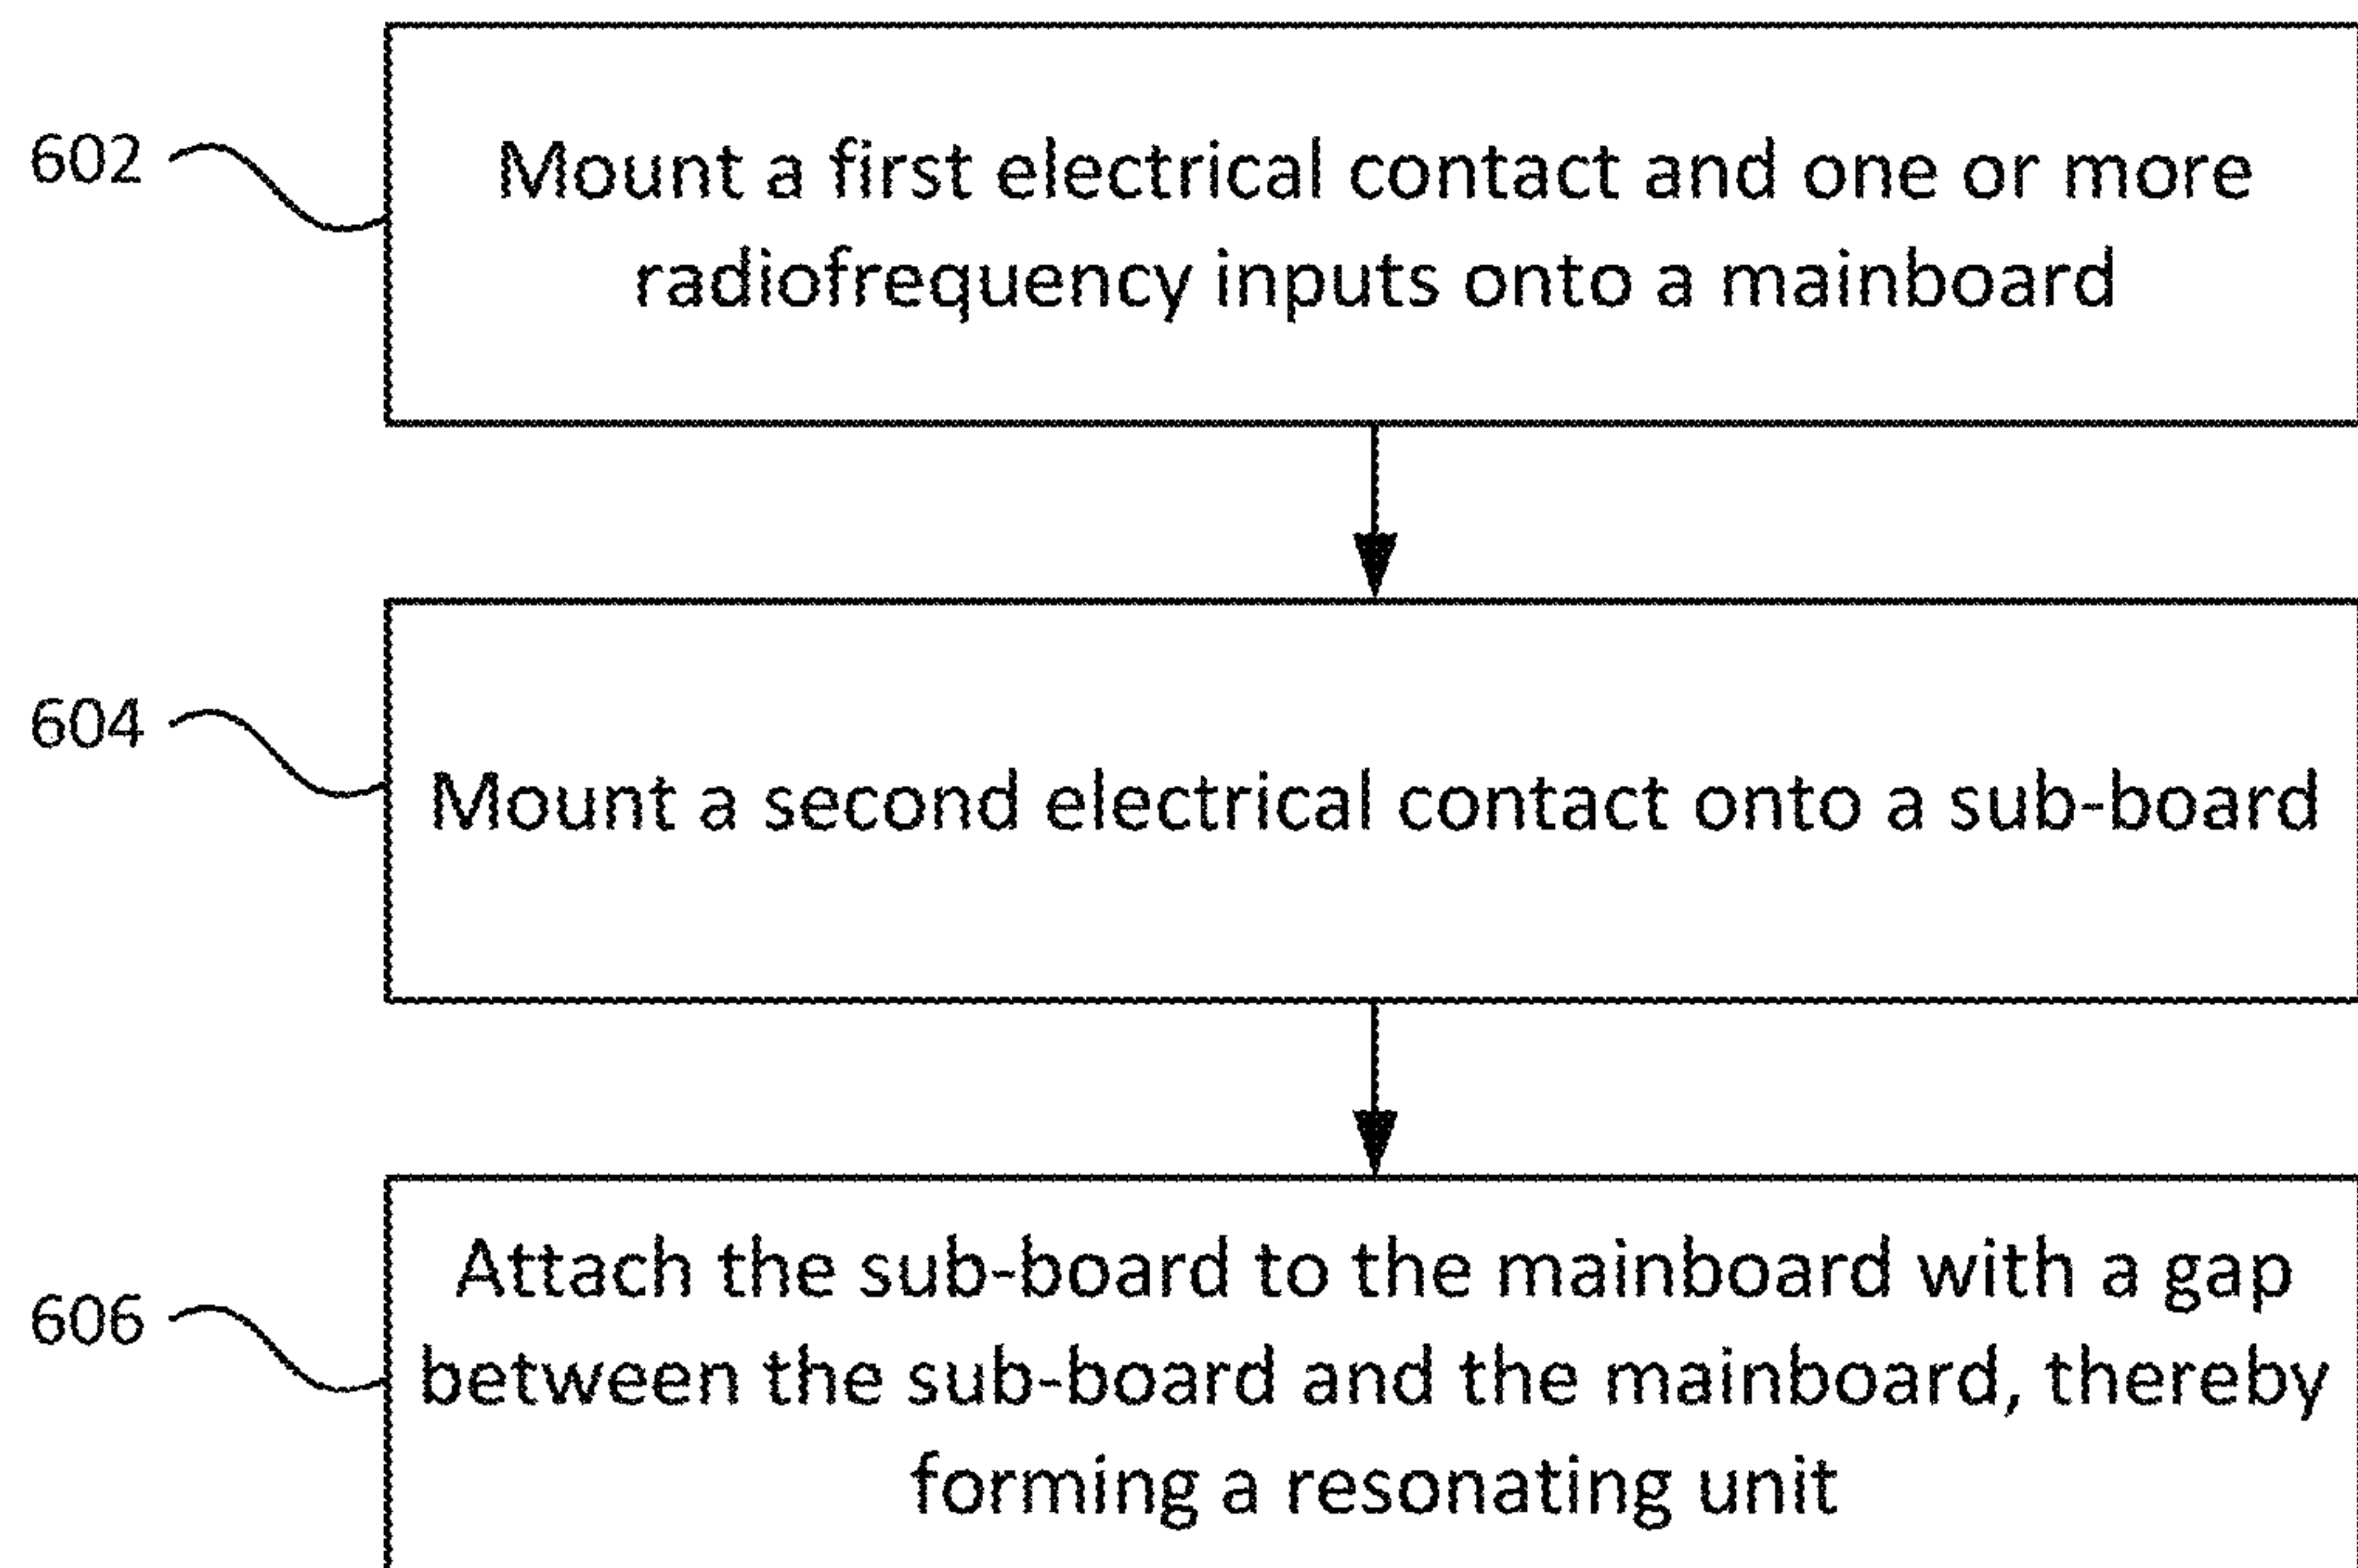 602
Mount a first electrical contact and one or more
radiofrequency inputs onto a mainboard
604
Mount a second electrical contact onto a sub-board
606
Attach the sub-board to the mainboard with a gap
between the sub-board and the mainboard, thereby
forming a resonating unit